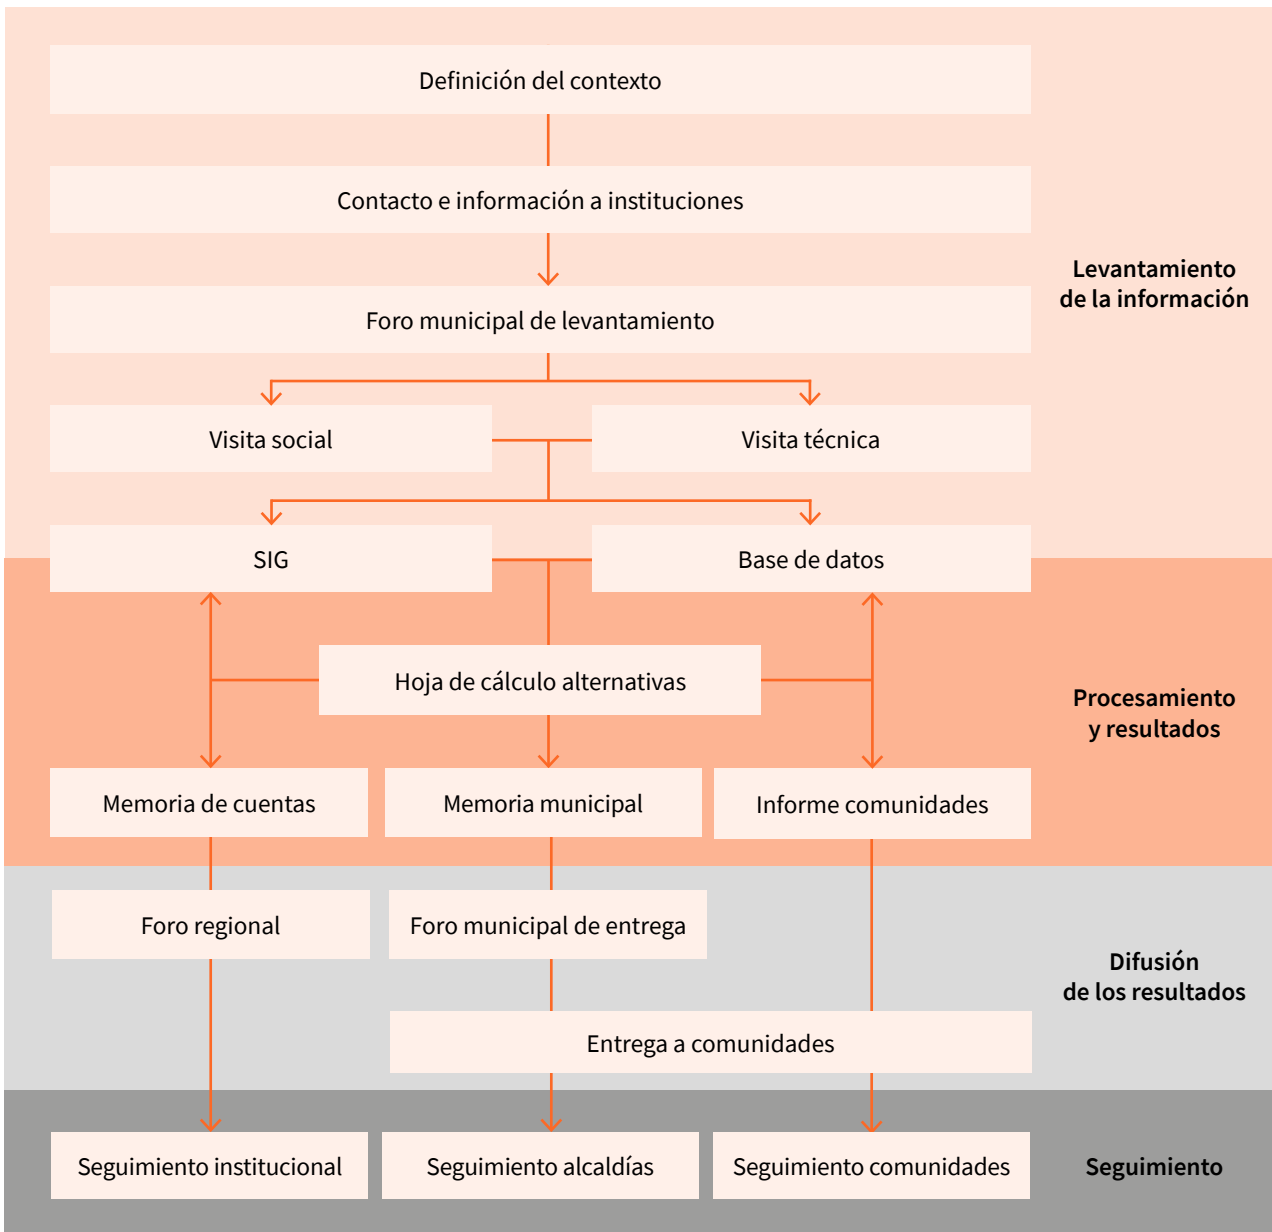 Definición del contexto
Contacto e información a instituciones
Foro municipal de levantamiento
Levantamiento
de la información
Visita social
Visita técnica
SIG
Base de datos
Hoja de cálculo alternativas
Procesamiento
y resultados
Memoria de cuentas
Memoria municipal
Informe comunidades
Foro regional
Foro municipal de entrega
Difusión
de los resultados
Entrega a comunidades
Seguimiento institucional
Seguimiento alcaldías
Seguimiento comunidades
Seguimiento